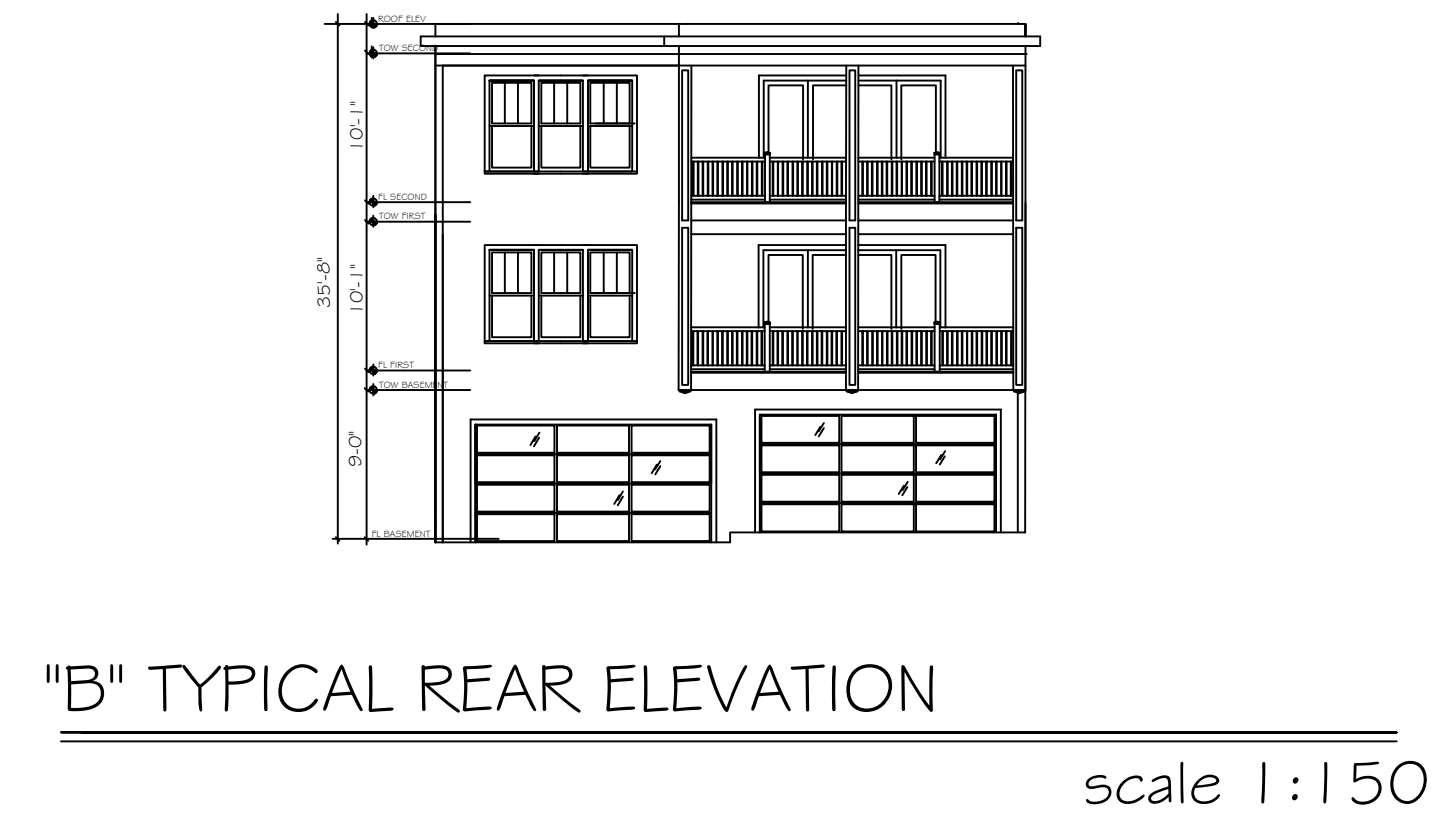 ROOF ELEV
TOW SECOND
10'-1"
FL SECOND
TOW FIRST
35'-8"
10'-1"
FL FIRST
TOW BASEMENT
9'-0"
FL BASEMENT
"B" TYPICAL REAR ELEVATION
scale 1:150